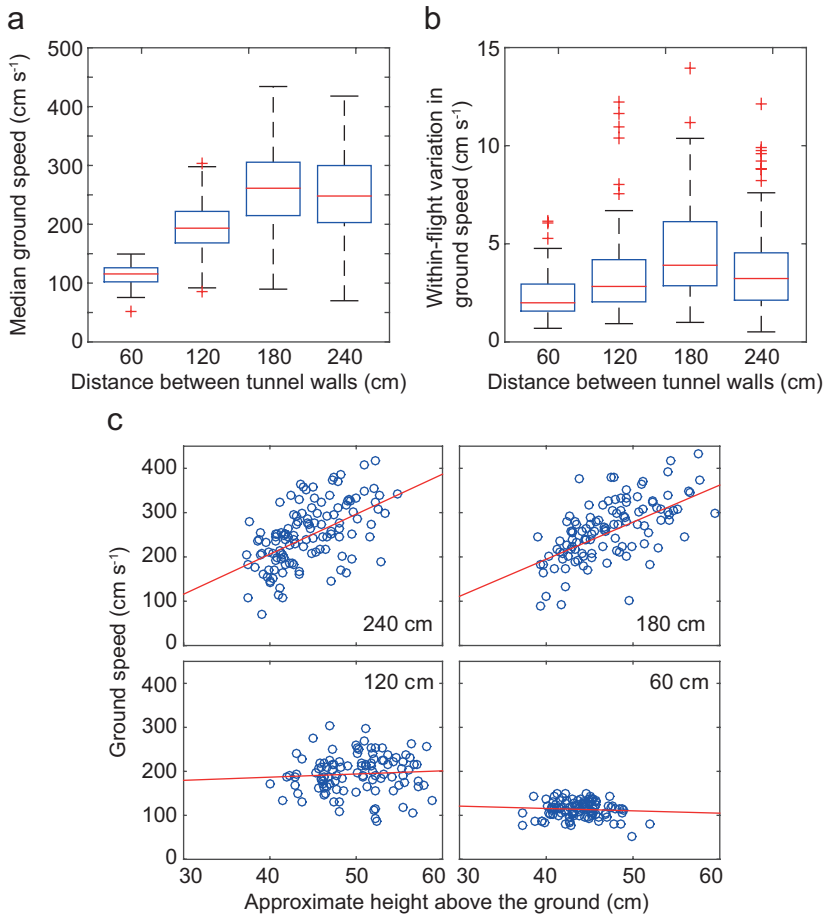 a
500
400
300
200
100
0
Median ground speed (cm s⁻¹)
60 120 180 240
Distance between tunnel walls (cm)
b
15
10
5
0
Within-flight variation in
ground speed (cm s⁻¹)
60 120 180 240
Distance between tunnel walls (cm)
c
400
300
200
100
0
240 cm
180 cm
Ground speed (cm s⁻¹)
400
300
200
100
0
120 cm
60 cm
30 40 50 60 30 40 50 60
Approximate height above the ground (cm)